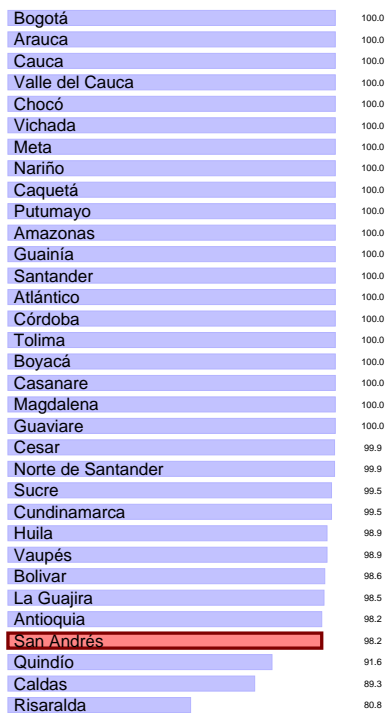 Bogotá 100.0
Arauca 100.0
Cauca 100.0
Valle del Cauca 100.0
Chocó 100.0
Vichada 100.0
Meta 100.0
Nariño 100.0
Caquetá 100.0
Putumayo 100.0
Amazonas 100.0
Guainía 100.0
Santander 100.0
Atlántico 100.0
Córdoba 100.0
Tolima 100.0
Boyacá 100.0
Casanare 100.0
Magdalena 100.0
Guaviare 100.0
Cesar 99.9
Norte de Santander 99.9
Sucre 99.5
Cundinamarca 99.5
Huila 98.9
Vaupés 98.9
Bolivar 98.6
La Guajira 98.5
Antioquia 98.2
San Andrés 98.2
Quindío 91.6
Caldas 89.3
Risaralda 80.8